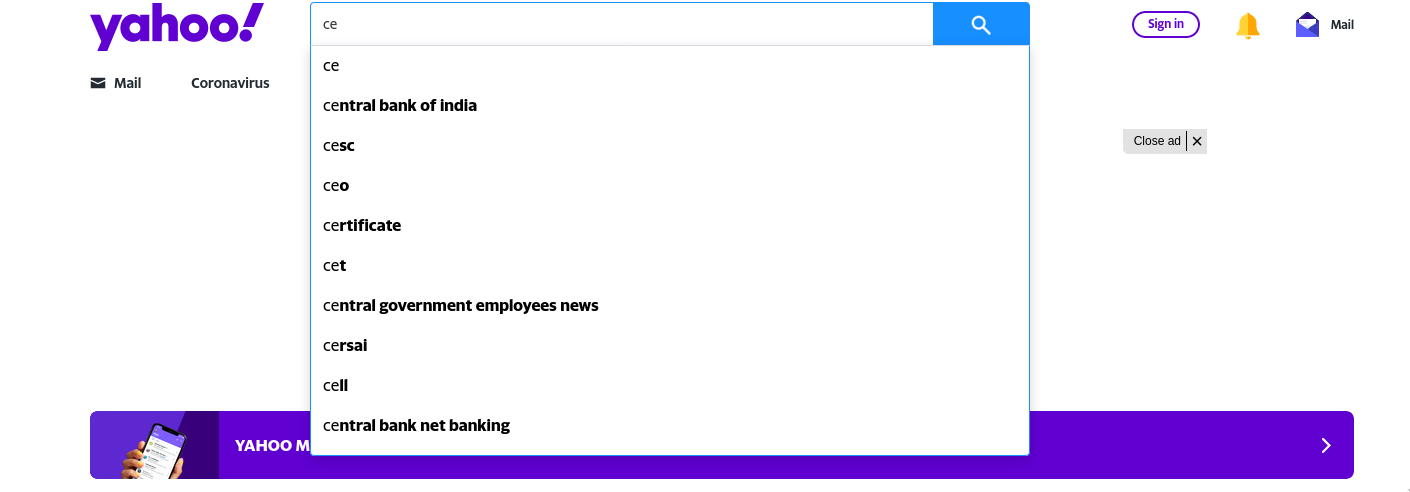 yahoo!
ce
Sign in
Mail
Mail
Coronavirus
ce
central bank of india
cesc
ceo
certificate
cet
central government employees news
cersai
cell
central bank net banking
Close ad ✕
YAHOO M